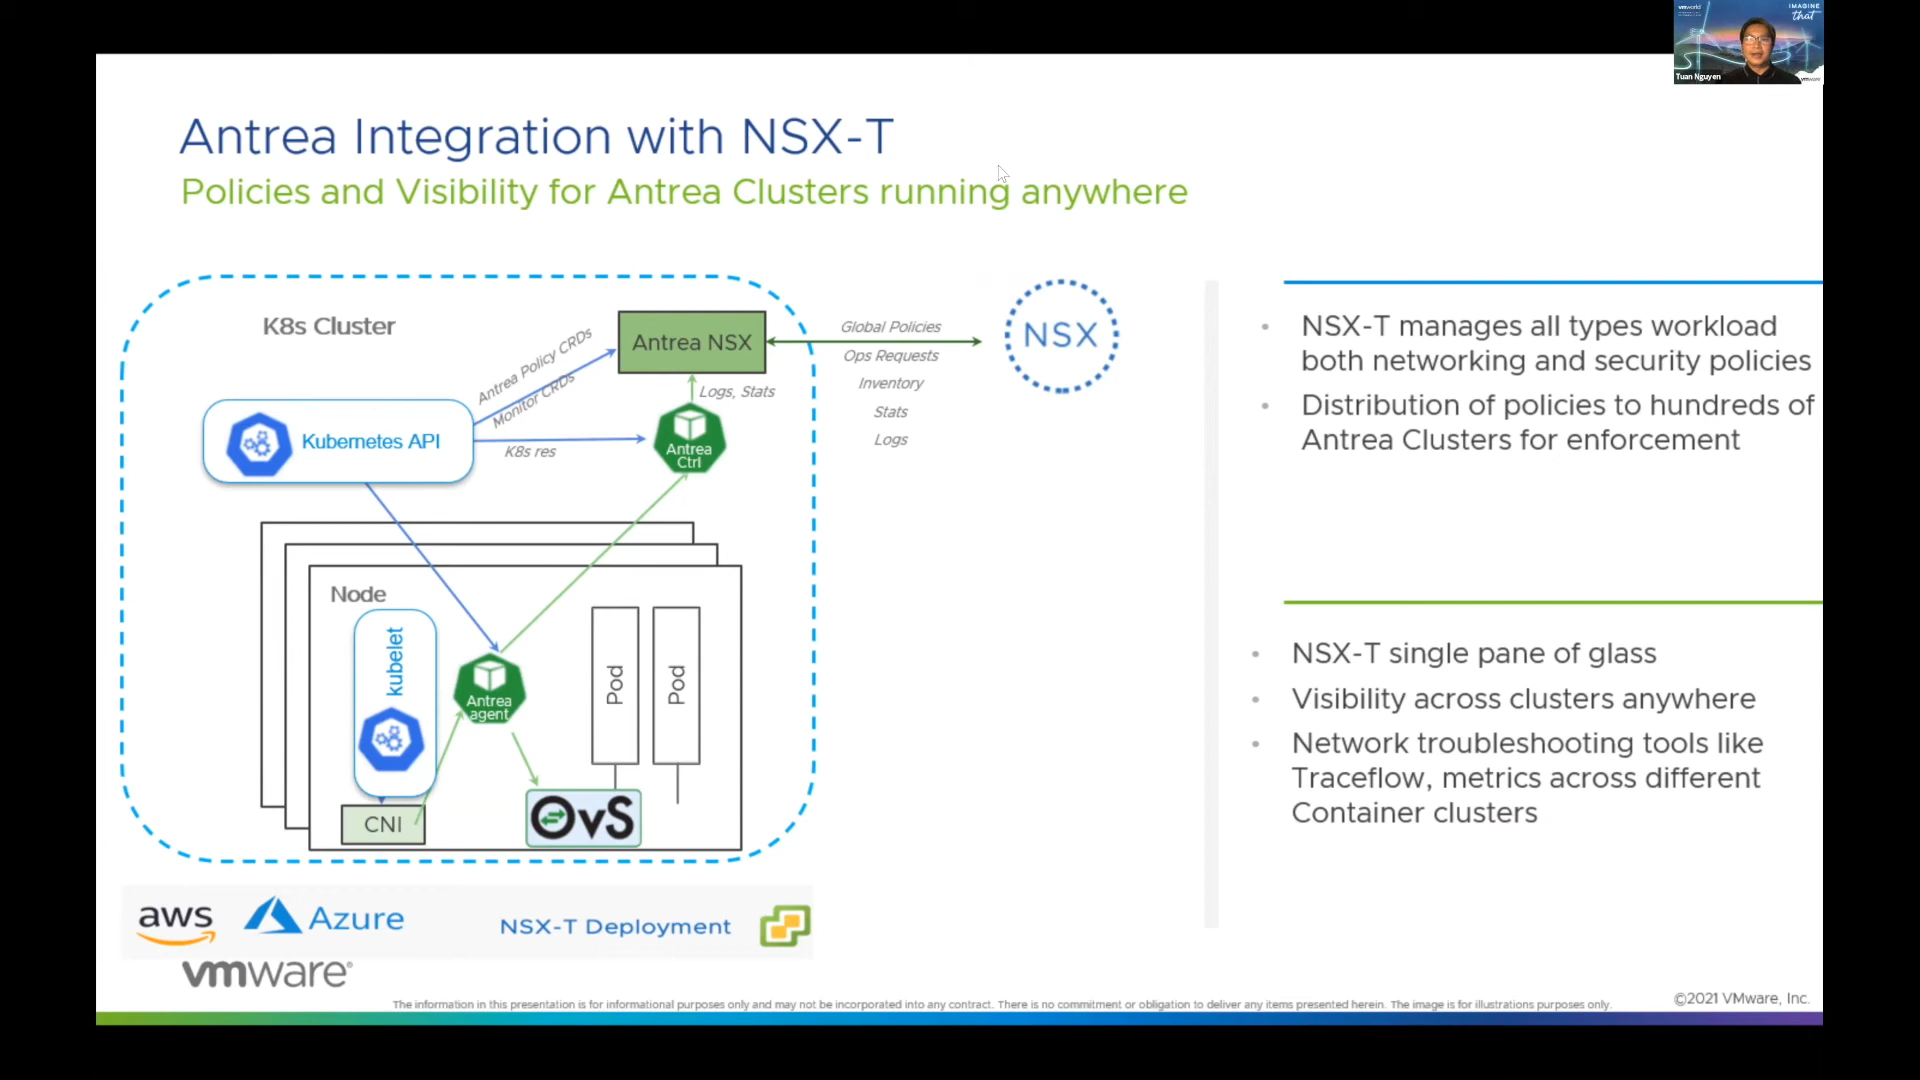 vmworld
IMAGINE
that
Tuan Nguyen
vmware
Antrea Integration with NSX-T
Policies and Visibility for Antrea Clusters running anywhere
K8s Cluster
Antrea NSX
Global Policies
Ops Requests
Inventory
Stats
Logs
NSX
Antrea Policy CRDs
Monitor CRDs
Logs, Stats
Kubernetes API
K8s res
Antrea
Ctrl
Node
kubelet
Antrea
agent
Pod
Pod
CNI
OvS
aws
Azure
NSX-T Deployment
• NSX-T manages all types workload
both networking and security policies
• Distribution of policies to hundreds of
Antrea Clusters for enforcement
• NSX-T single pane of glass
• Visibility across clusters anywhere
• Network troubleshooting tools like
Traceflow, metrics across different
Container clusters
vmware®
The information in this presentation is for informational purposes only and may not be incorporated into any contract. There is no commitment or obligation to deliver any items presented herein. The image is for illustrations purposes only.
©2021 VMware, Inc.